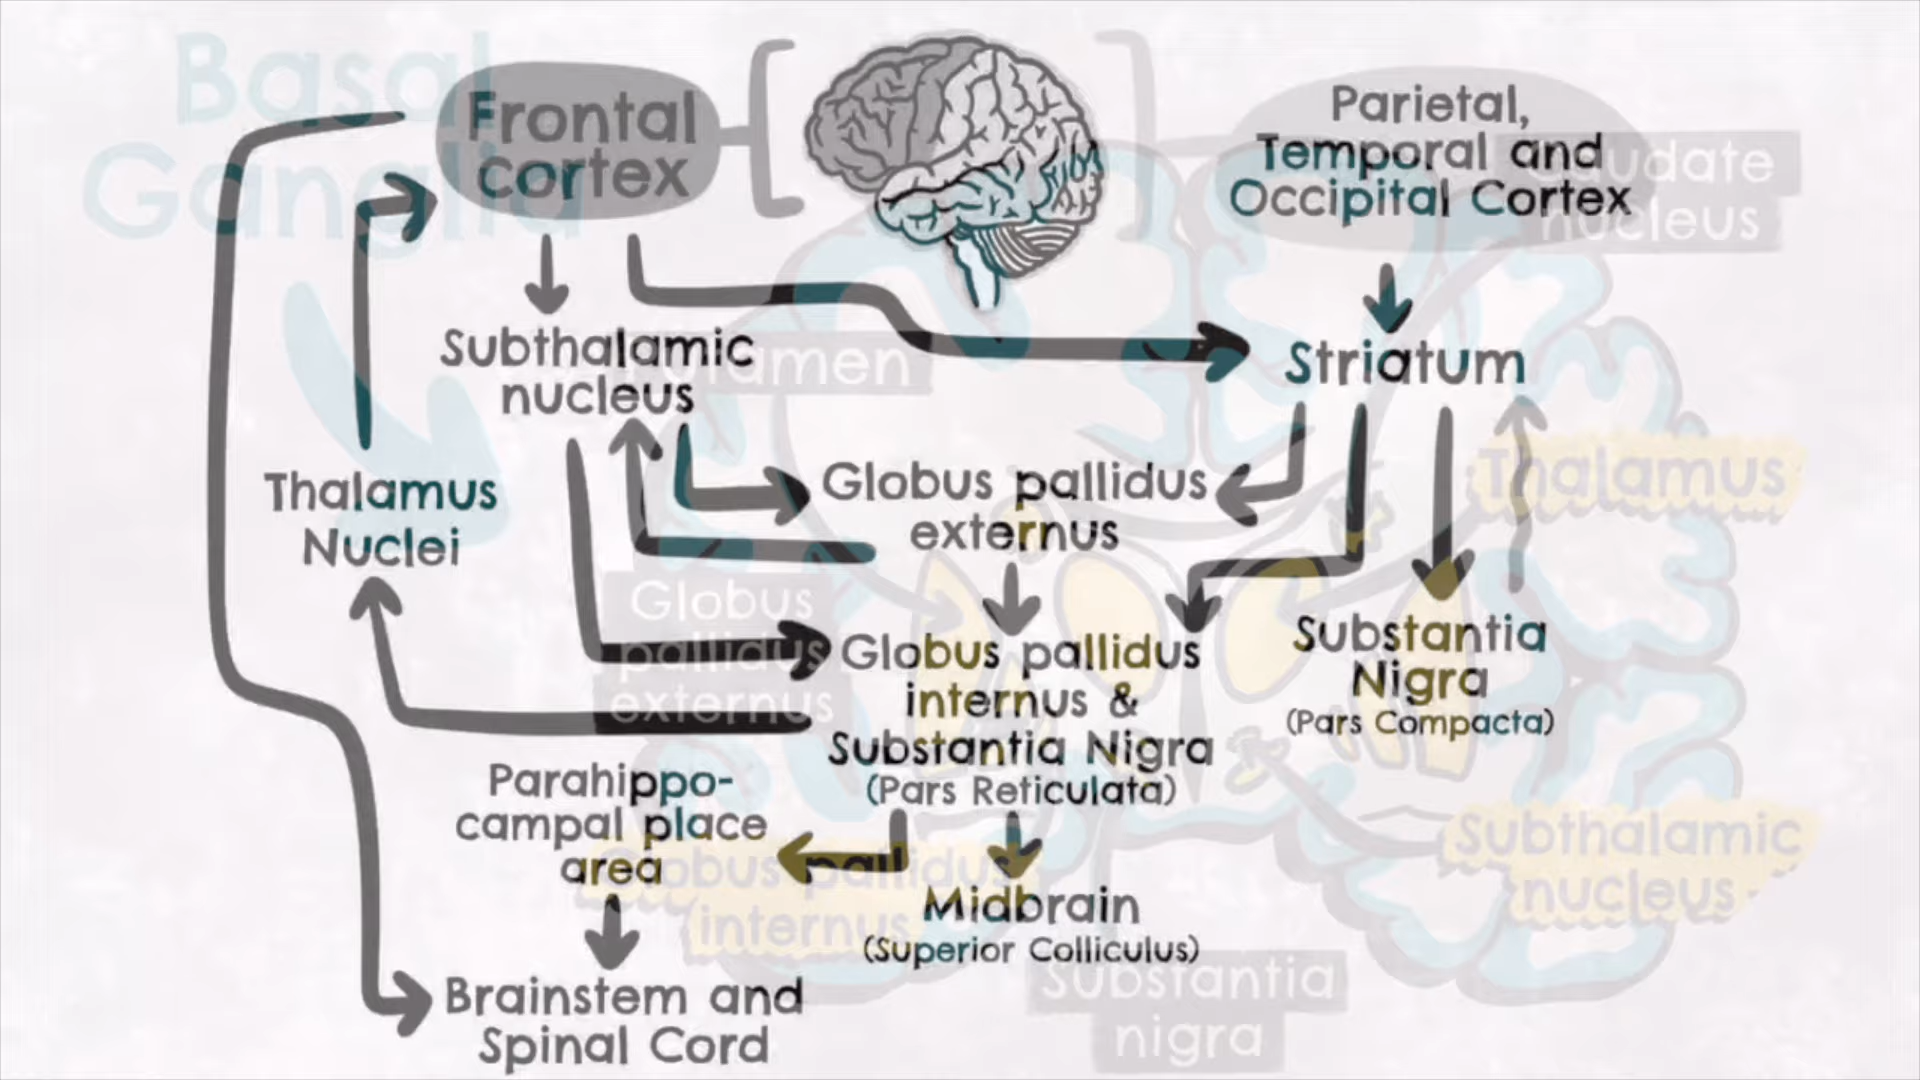 Basal
Ganglia
Frontal
cortex
Parietal,
Temporal and
Occipital Cortex
Caudate
nucleus
Subthalamic
nucleus
Putamen
Striatum
Thalamus
Nuclei
Globus pallidus
externus
Thalamus
Globus
pallidus
externus
Globus pallidus
internus &
Substantia Nigra
(Pars Reticulata)
Substantia
Nigra
(Pars Compacta)
Parahippo-
campal place
area
Globus pallidus
internus
Midbrain
(Superior Colliculus)
Subthalamic
nucleus
Brainstem and
Spinal Cord
Substantia
nigra